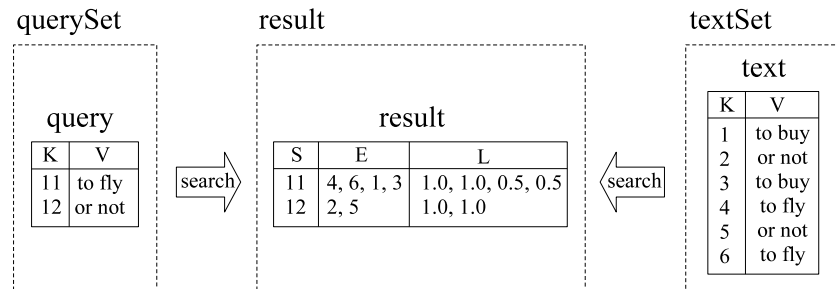 querySet
query
K V
11 to fly
12 or not
search
result
result
S E L
11 4, 6, 1, 3 1.0, 1.0, 0.5, 0.5
12 2, 5 1.0, 1.0
search
textSet
text
K V
1 to buy
2 or not
3 to buy
4 to fly
5 or not
6 to fly